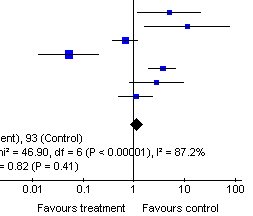 ent), 93 (Control)
ni² = 46.90, df = 6 (P < 0.00001), I² = 87.2%
= 0.82 (P = 0.41)
0.01 0.1 1 10 100
Favours treatment Favours control